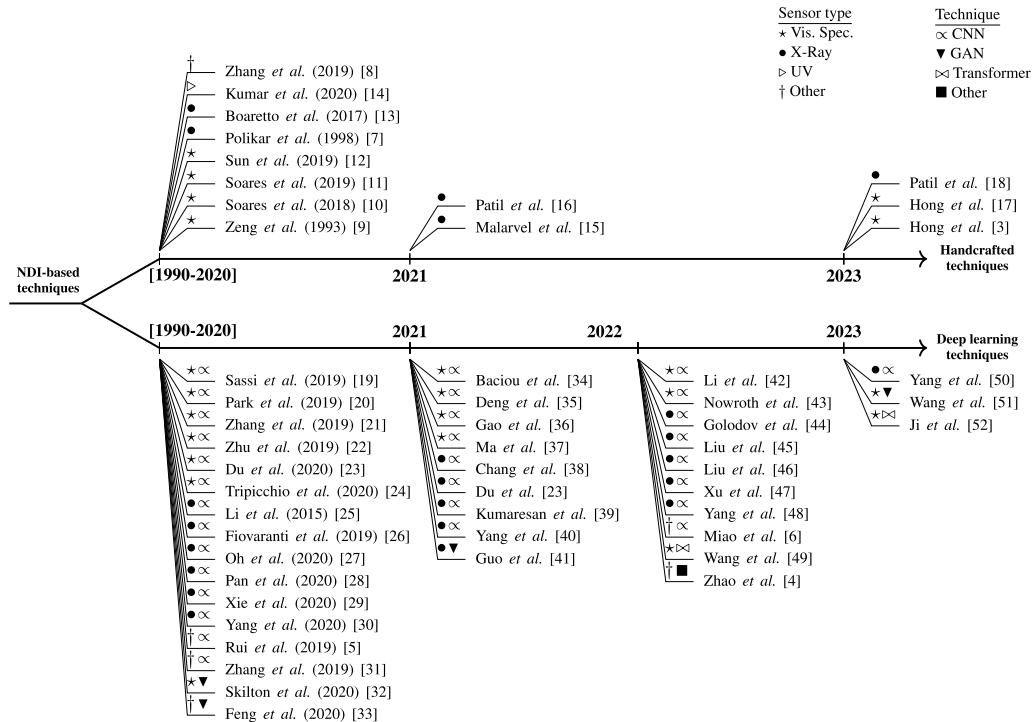 Sensor type
⋆ Vis. Spec.
● X-Ray
▷ UV
† Other
Technique
∝ CNN
▼ GAN
⋈ Transformer
■ Other
† Zhang et al. (2019) [8]
▷ Kumar et al. (2020) [14]
● Boaretto et al. (2017) [13]
● Polikar et al. (1998) [7]
⋆ Sun et al. (2019) [12]
⋆ Soares et al. (2019) [11]
⋆ Soares et al. (2018) [10]
⋆ Zeng et al. (1993) [9]
● Patil et al. [16]
● Malarvel et al. [15]
● Patil et al. [18]
⋆ Hong et al. [17]
⋆ Hong et al. [3]
NDI-based
techniques
[1990-2020]
2021
2023
Handcrafted
techniques
[1990-2020]
2021
2022
2023
Deep learning
techniques
⋆∝ Sassi et al. (2019) [19]
⋆∝ Park et al. (2019) [20]
⋆∝ Zhang et al. (2019) [21]
⋆∝ Zhu et al. (2019) [22]
⋆∝ Du et al. (2020) [23]
⋆∝ Tripicchio et al. (2020) [24]
●∝ Li et al. (2015) [25]
●∝ Fiovaranti et al. (2019) [26]
●∝ Oh et al. (2020) [27]
●∝ Pan et al. (2020) [28]
●∝ Xie et al. (2020) [29]
●∝ Yang et al. (2020) [30]
†∝ Rui et al. (2019) [5]
†∝ Zhang et al. (2019) [31]
⋆▼ Skilton et al. (2020) [32]
†▼ Feng et al. (2020) [33]
⋆∝ Baciou et al. [34]
⋆∝ Deng et al. [35]
⋆∝ Gao et al. [36]
⋆∝ Ma et al. [37]
●∝ Chang et al. [38]
●∝ Du et al. [23]
●∝ Kumaresan et al. [39]
●∝ Yang et al. [40]
●▼ Guo et al. [41]
⋆∝ Li et al. [42]
⋆∝ Nowroth et al. [43]
●∝ Golodov et al. [44]
●∝ Liu et al. [45]
●∝ Liu et al. [46]
●∝ Xu et al. [47]
●∝ Yang et al. [48]
†∝ Miao et al. [6]
⋆⋈ Wang et al. [49]
†■ Zhao et al. [4]
●∝ Yang et al. [50]
⋆▼ Wang et al. [51]
⋆⋈ Ji et al. [52]